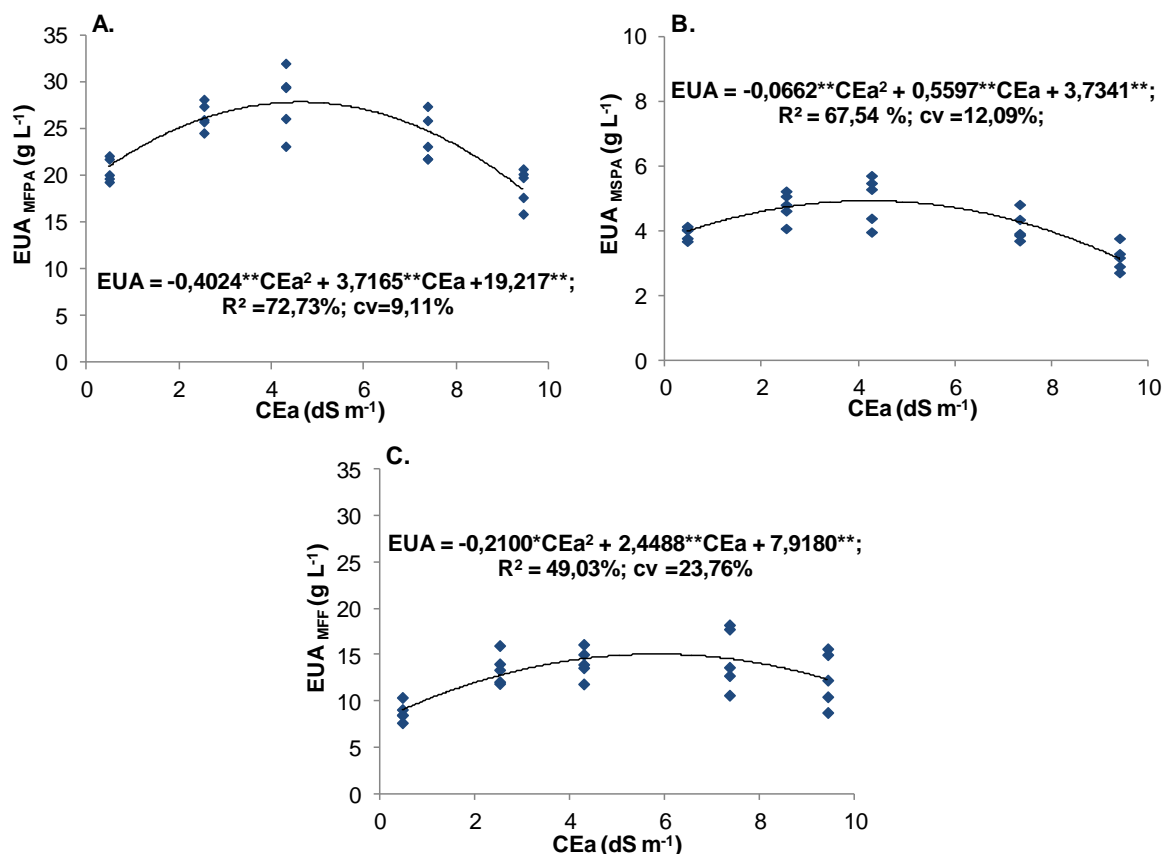 A.
EUA MFPA (g L-1)
35
30
25
20
15
10
5
0
EUA = -0,4024**CEa² + 3,7165**CEa +19,217**;
R² =72,73%; cv=9,11%
0 2 4 6 8 10
CEa (dS m-1)
B.
EUA MSPA (g L-1)
10
8
6
4
2
0
EUA = -0,0662**CEa² + 0,5597**CEa + 3,7341**;
R² = 67,54 %; cv =12,09%;
0 2 4 6 8 10
CEa (dS m-1)
C.
EUA MFF (g L-1)
35
30
25
20
15
10
5
0
EUA = -0,2100*CEa² + 2,4488**CEa + 7,9180**;
R² = 49,03%; cv =23,76%
0 2 4 6 8 10
CEa (dS m-1)